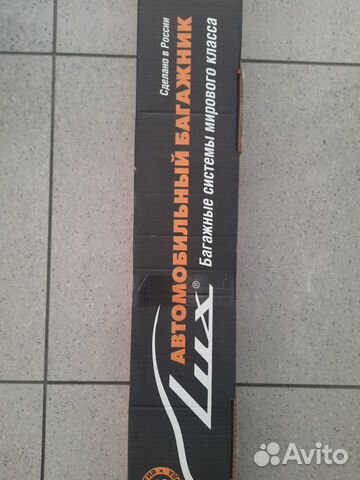 Сделано в России
АВТОМОБИЛЬНЫЙ БАГАЖНИК
Багажные системы мирового класса
Lux®
Avito